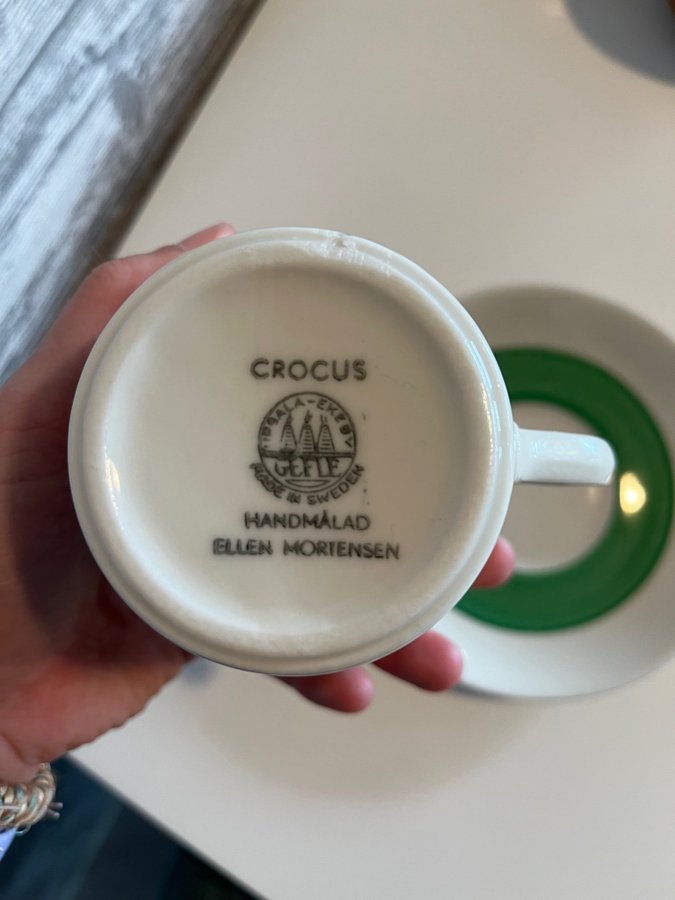 CROCUS
UPSALA-EKEBY
GEFLE
MADE IN SWEDEN
HANDMÅLAD
ELLEN MORTENSEN